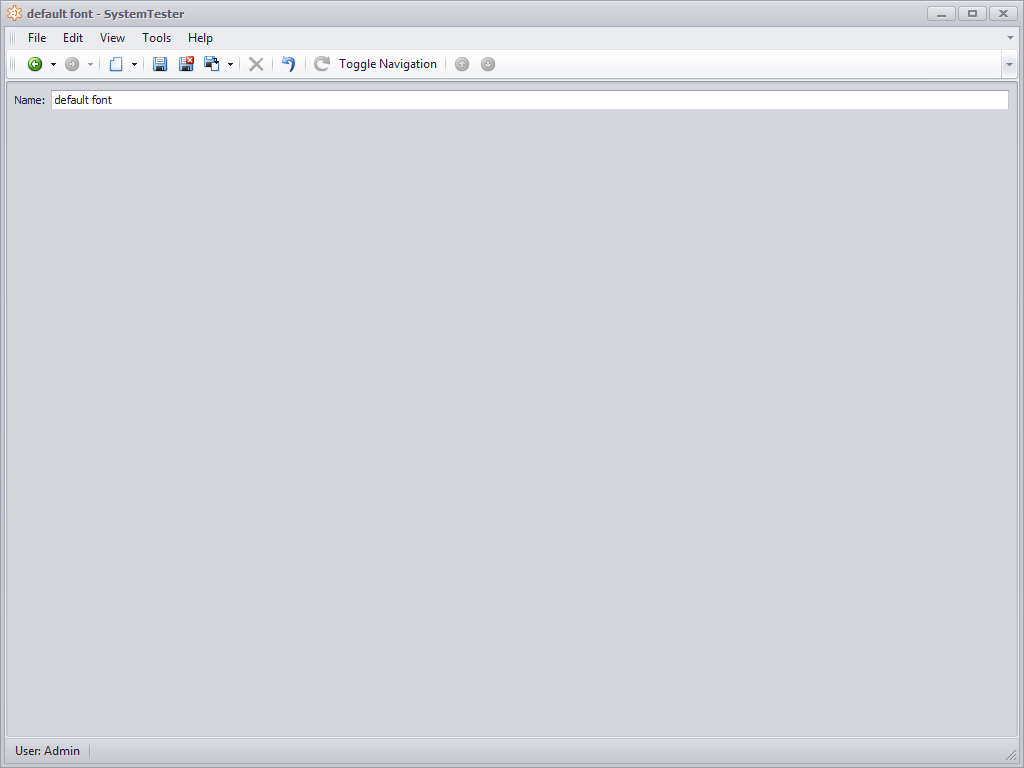 default font - SystemTester
File Edit View Tools Help
Toggle Navigation
Name: default font
User: Admin